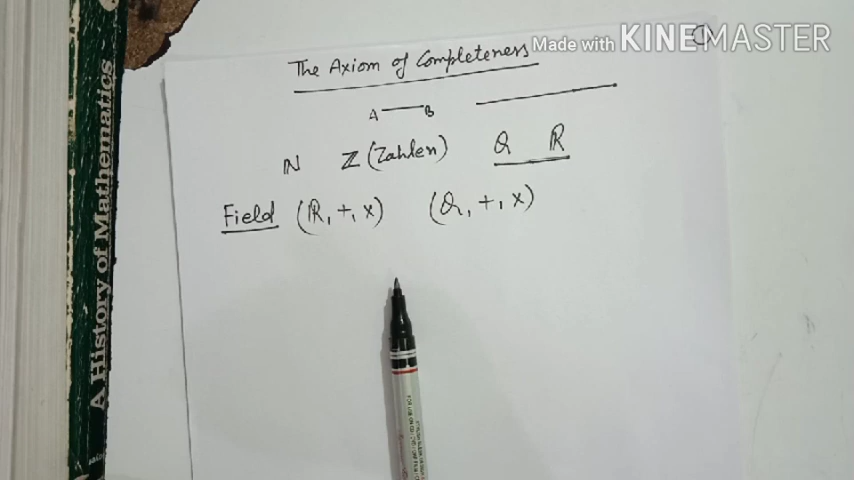 Made with KINEMASTER
The Axiom of Completeness
A B
ℕ ℤ (Zahlen) ℚ ℝ
Field (ℝ, +, ×) (ℚ, +, ×)
A History of Mathematics